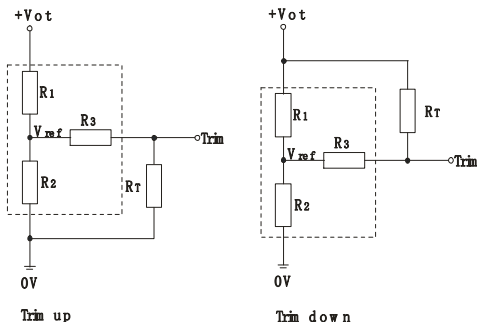 +Vot
R1
Vref
R3
Trim
R2
RT
0V
Trim up
+Vot
R1
RT
Vref
R3
Trim
R2
0V
Trim down